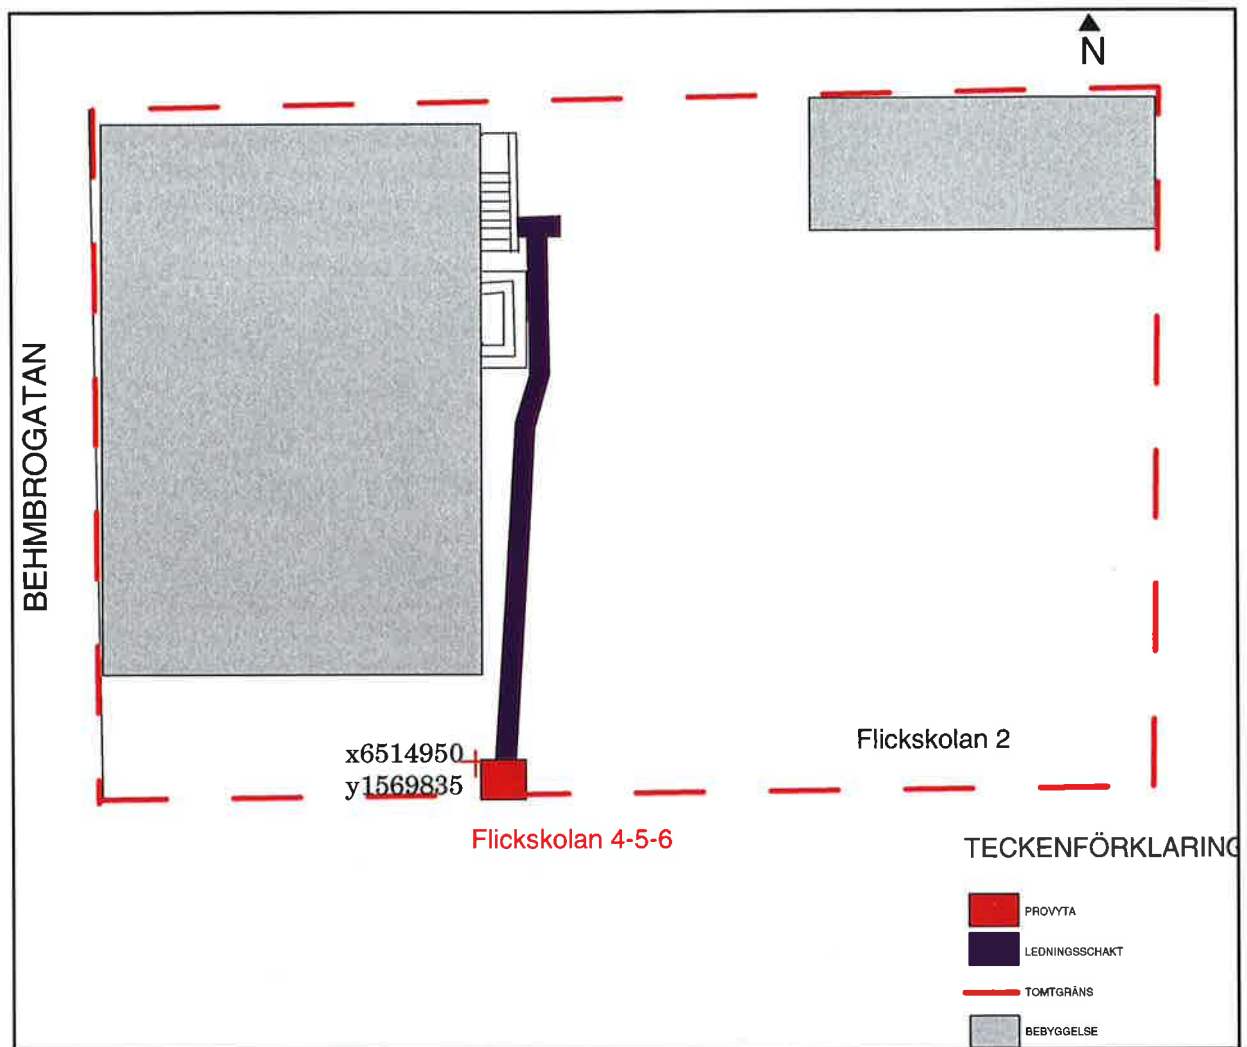 N
BEHMBROGATAN
x6514950
y1569835
Flickskolan 2
Flickskolan 4-5-6
TECKENFÖRKLARING
PROVYTA
LEDNINGSSCHAKT
TOMTGRÄNS
BEBYGGELSE